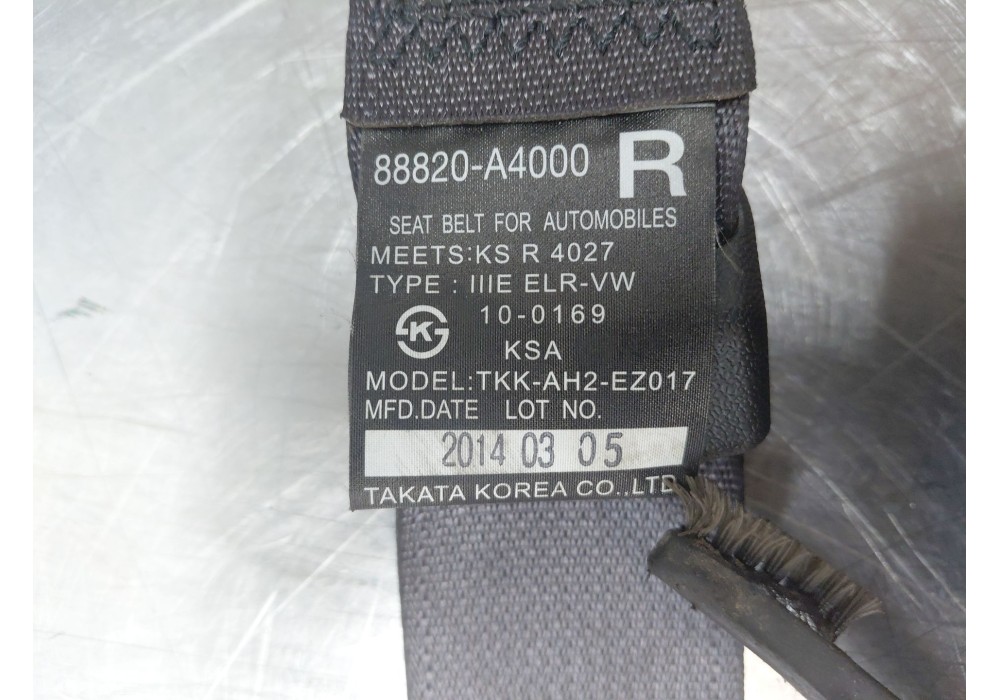 88820-A4000 R
SEAT BELT FOR AUTOMOBILES
MEETS:KS R 4027
TYPE : IIIE ELR-VW
10-0169
K
KSA
MODEL:TKK-AH2-EZ017
MFD.DATE LOT NO.
2014 03 05
TAKATA KOREA CO.,LTD